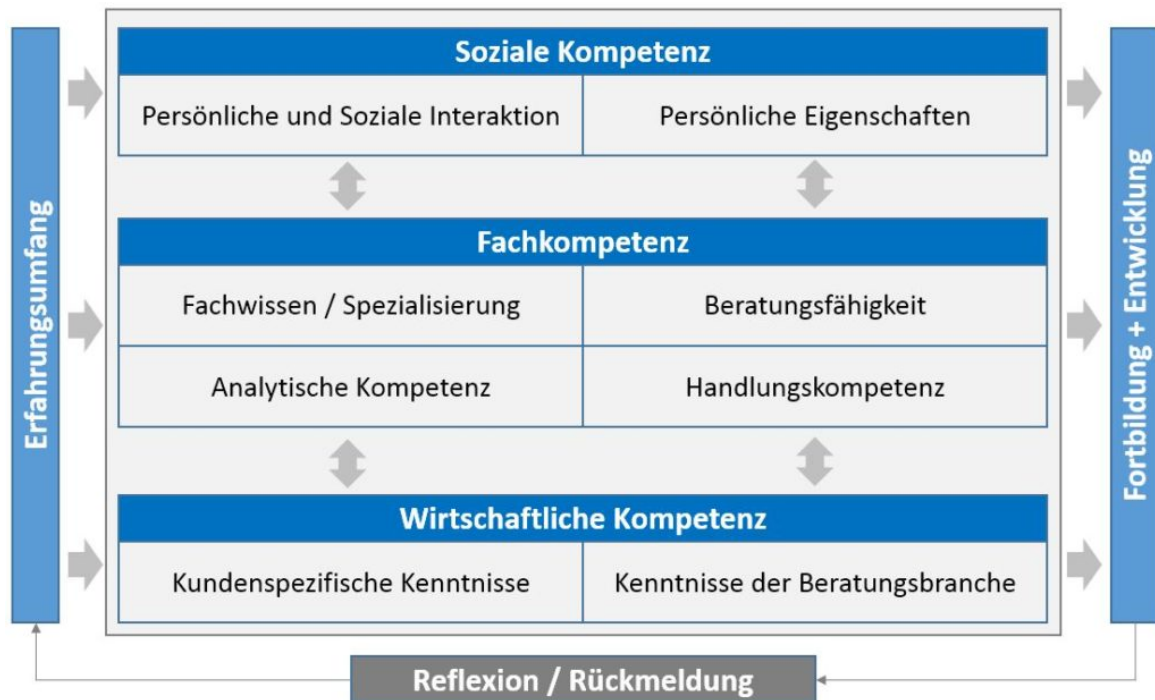 Soziale Kompetenz
Persönliche und Soziale Interaktion
Persönliche Eigenschaften
Fachkompetenz
Fachwissen / Spezialisierung
Beratungsfähigkeit
Analytische Kompetenz
Handlungskompetenz
Wirtschaftliche Kompetenz
Kundenspezifische Kenntnisse
Kenntnisse der Beratungsbranche
Erfahrungsumfang
Fortbildung + Entwicklung
Reflexion / Rückmeldung